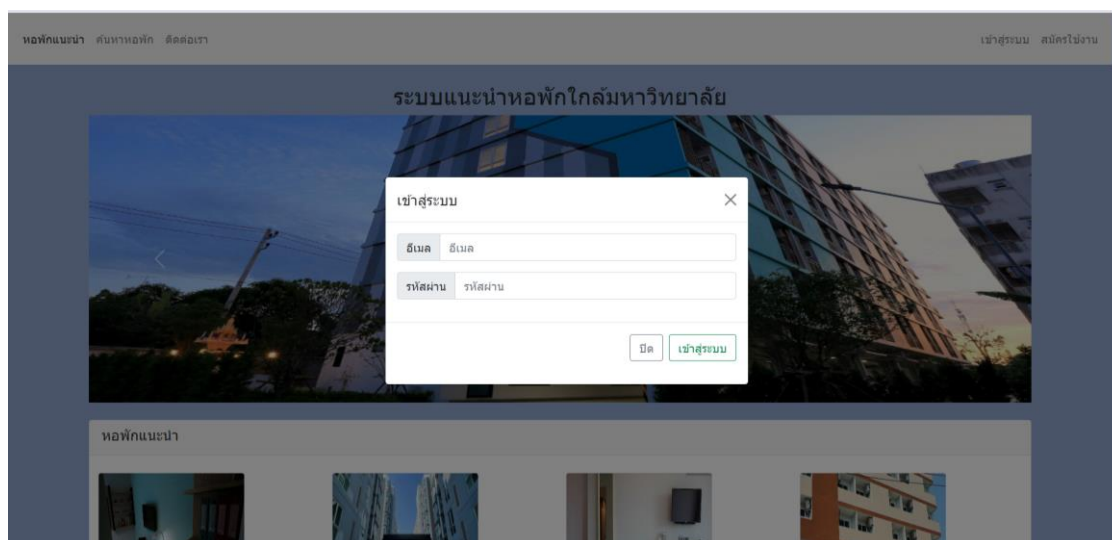 หอพักแนะนำ ค้นหาหอพัก ติดต่อเรา เข้าสู่ระบบ สมัครใช้งาน
ระบบแนะนำหอพักใกล้มหาวิทยาลัย
เข้าสู่ระบบ
อีเมล อีเมล
รหัสผ่าน รหัสผ่าน
ปิด เข้าสู่ระบบ
หอพักแนะนำ